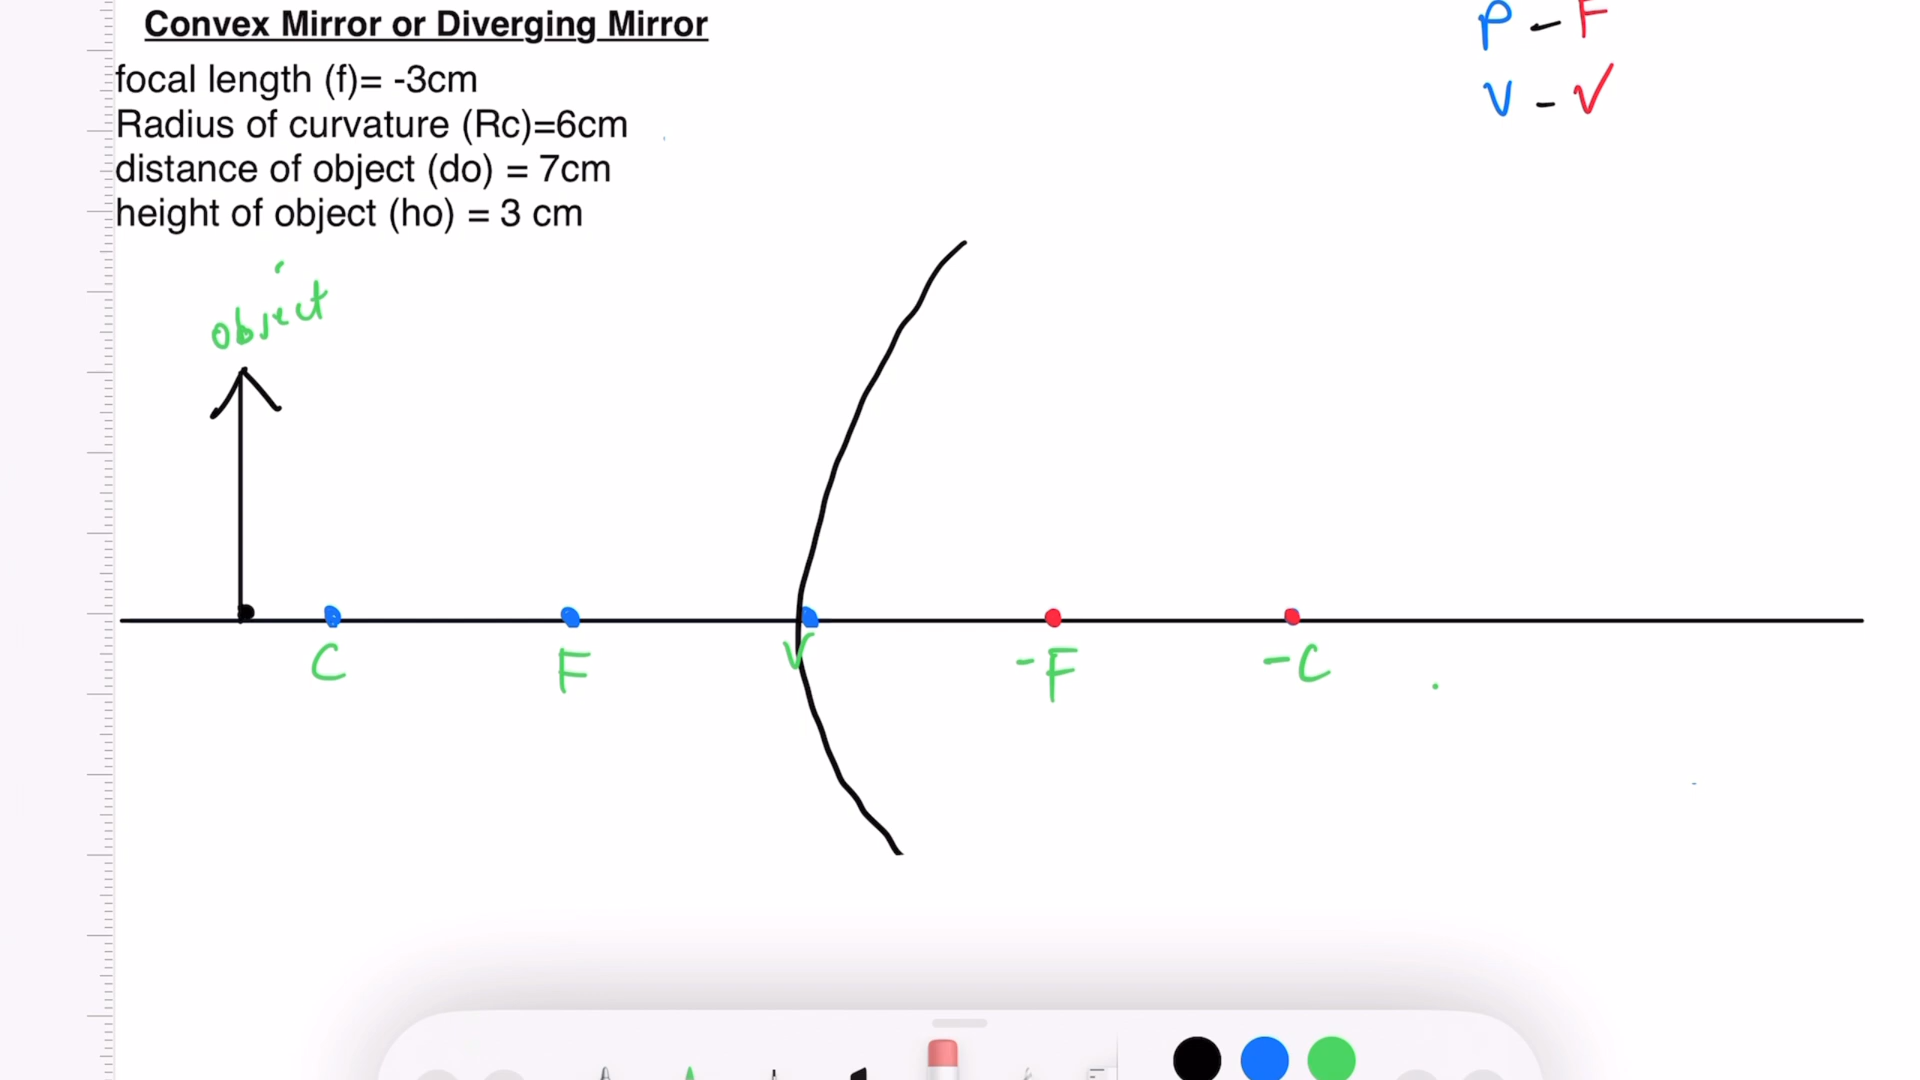 Convex Mirror or Diverging Mirror
P - F
focal length (f)= -3cm
V - V
Radius of curvature (Rc)=6cm
distance of object (do) = 7cm
height of object (ho) = 3 cm
object
C F V -F -C